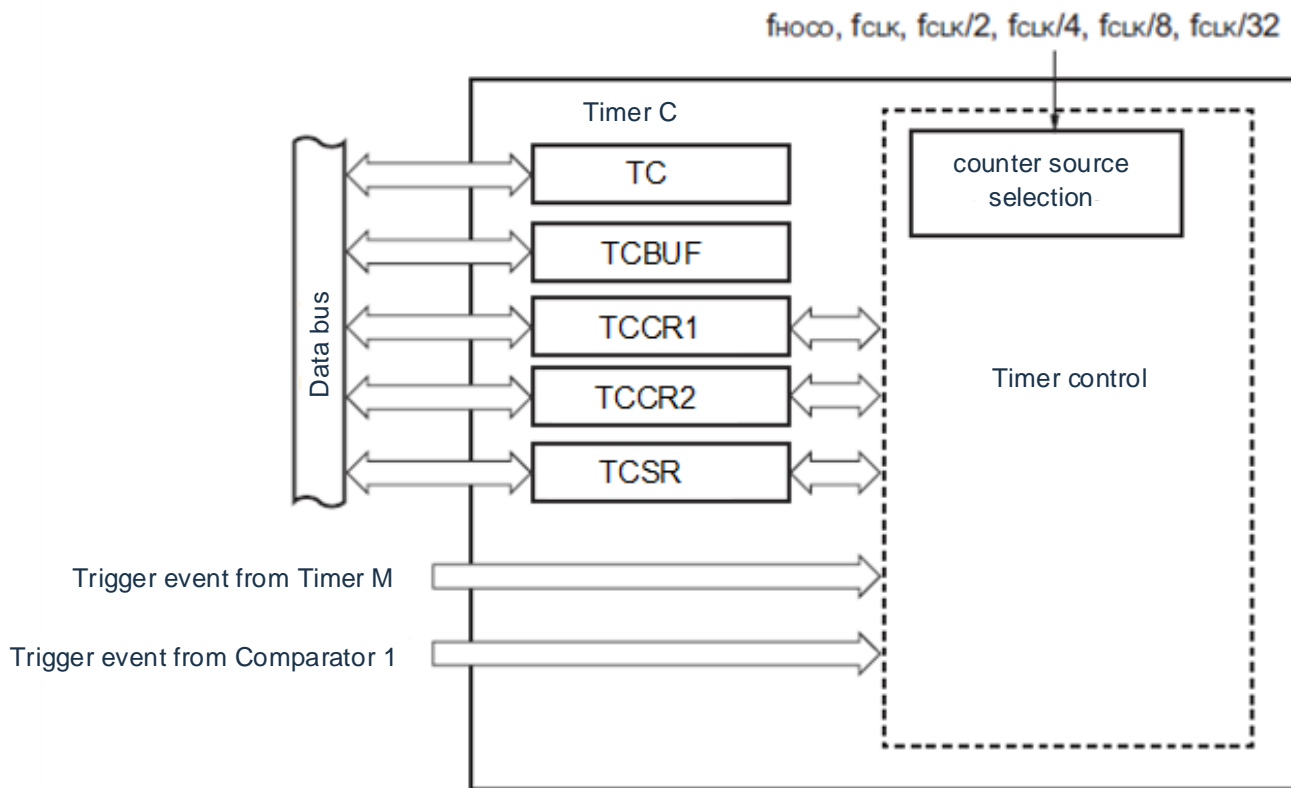 fHOCO, fCLK, fCLK/2, fCLK/4, fCLK/8, fCLK/32
Timer C
TC
counter source
selection
TCBUF
Data bus
TCCR1
TCCR2
Timer control
TCSR
Trigger event from Timer M
Trigger event from Comparator 1